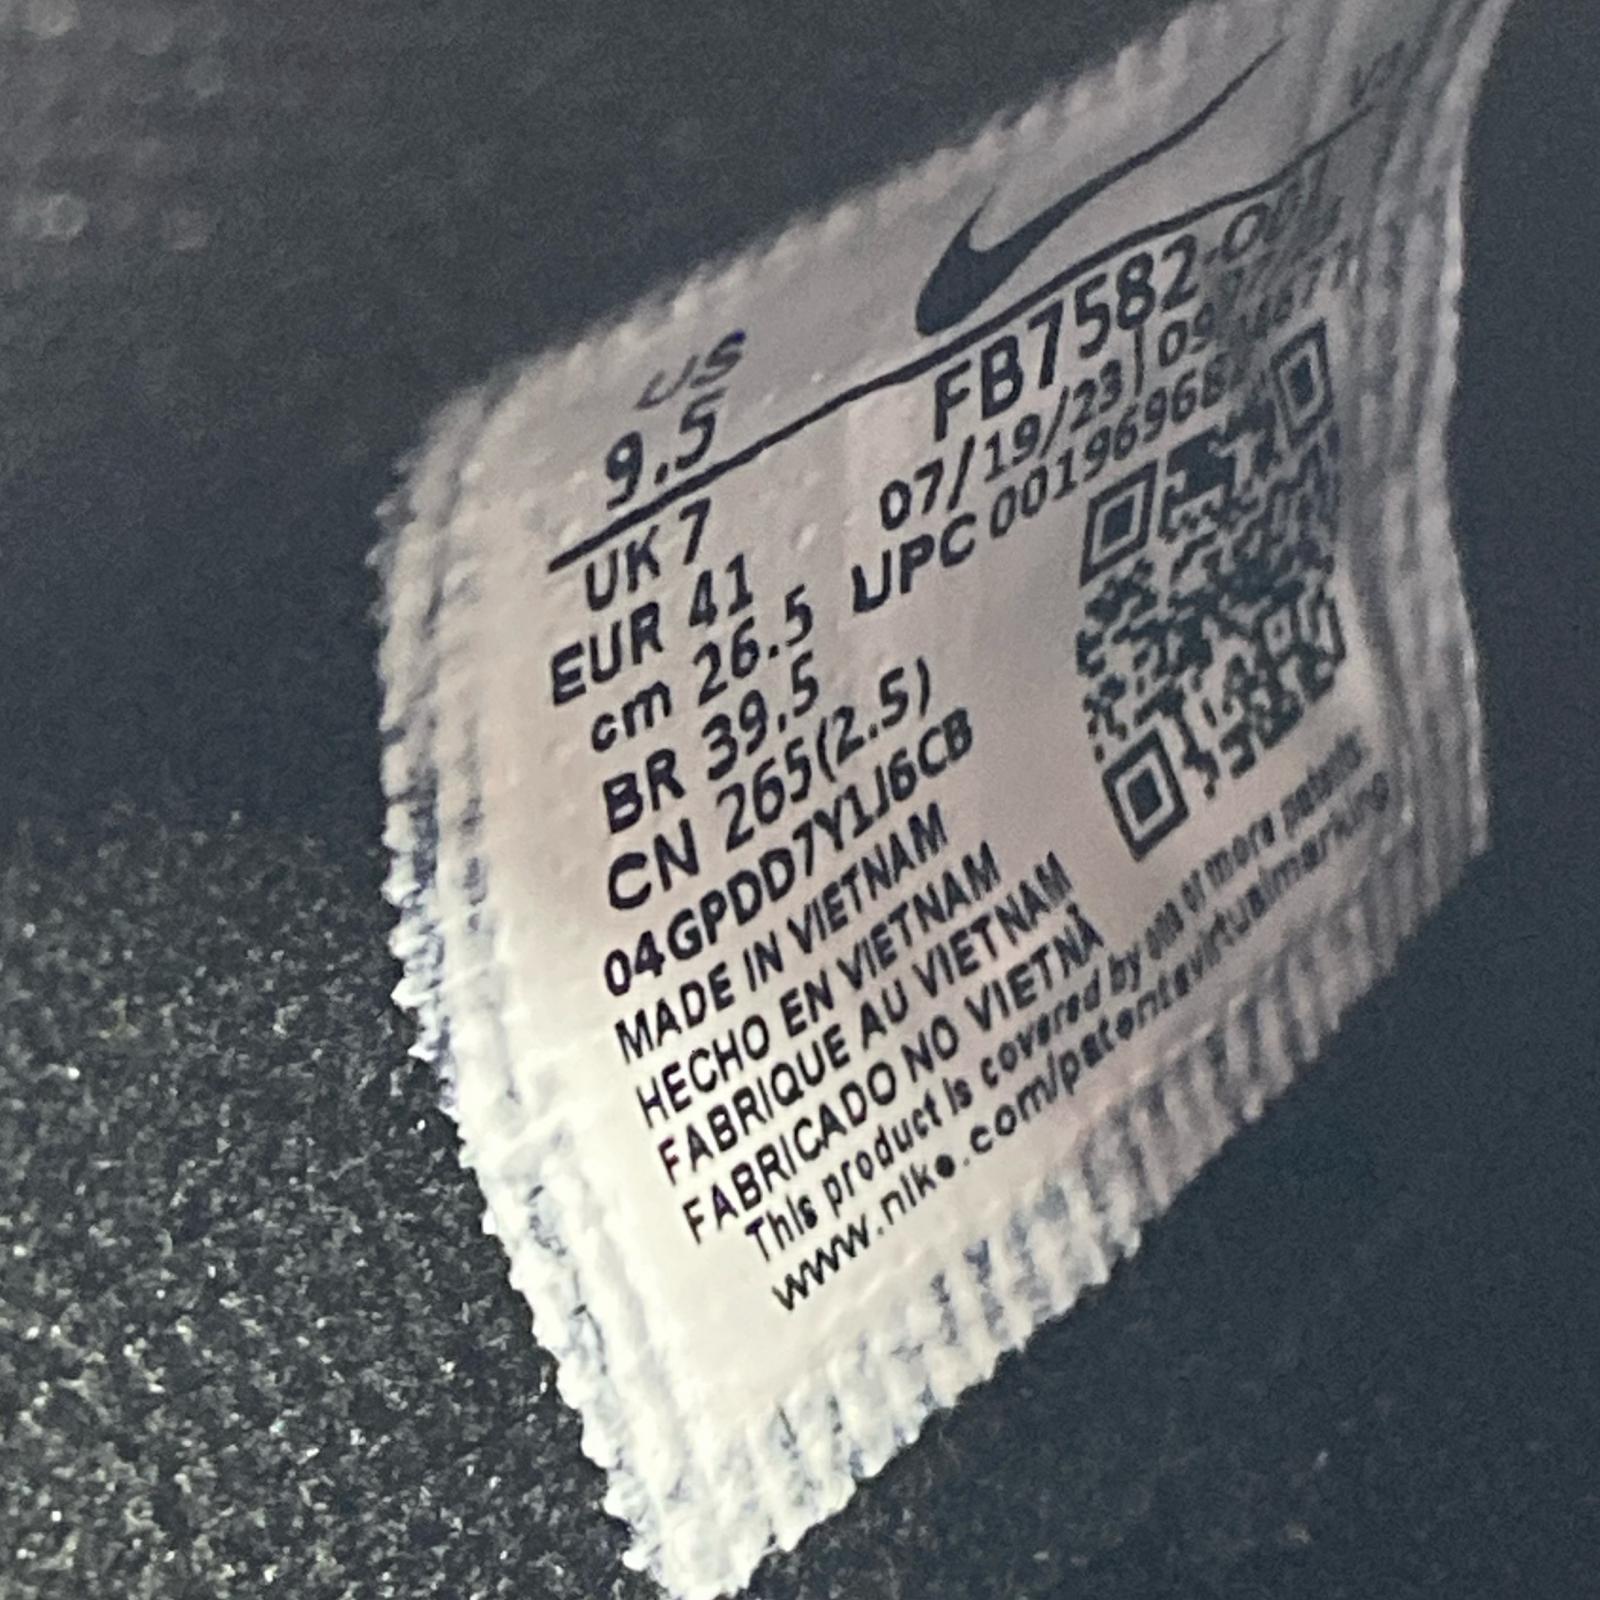 US
9.5
UK 7
EUR 41
cm 26.5
BR 39.5
CN 265(2.5)
04GPDD7Y1J6CB
MADE IN VIETNAM
HECHO EN VIETNAM
FABRIQUE AU VIETNAM
FABRICADO NO VIETNÃ
This product is covered by one or more patents.
www.nike.com/patentsvirtualmarking
FB7582-001
07/19/23
UPC